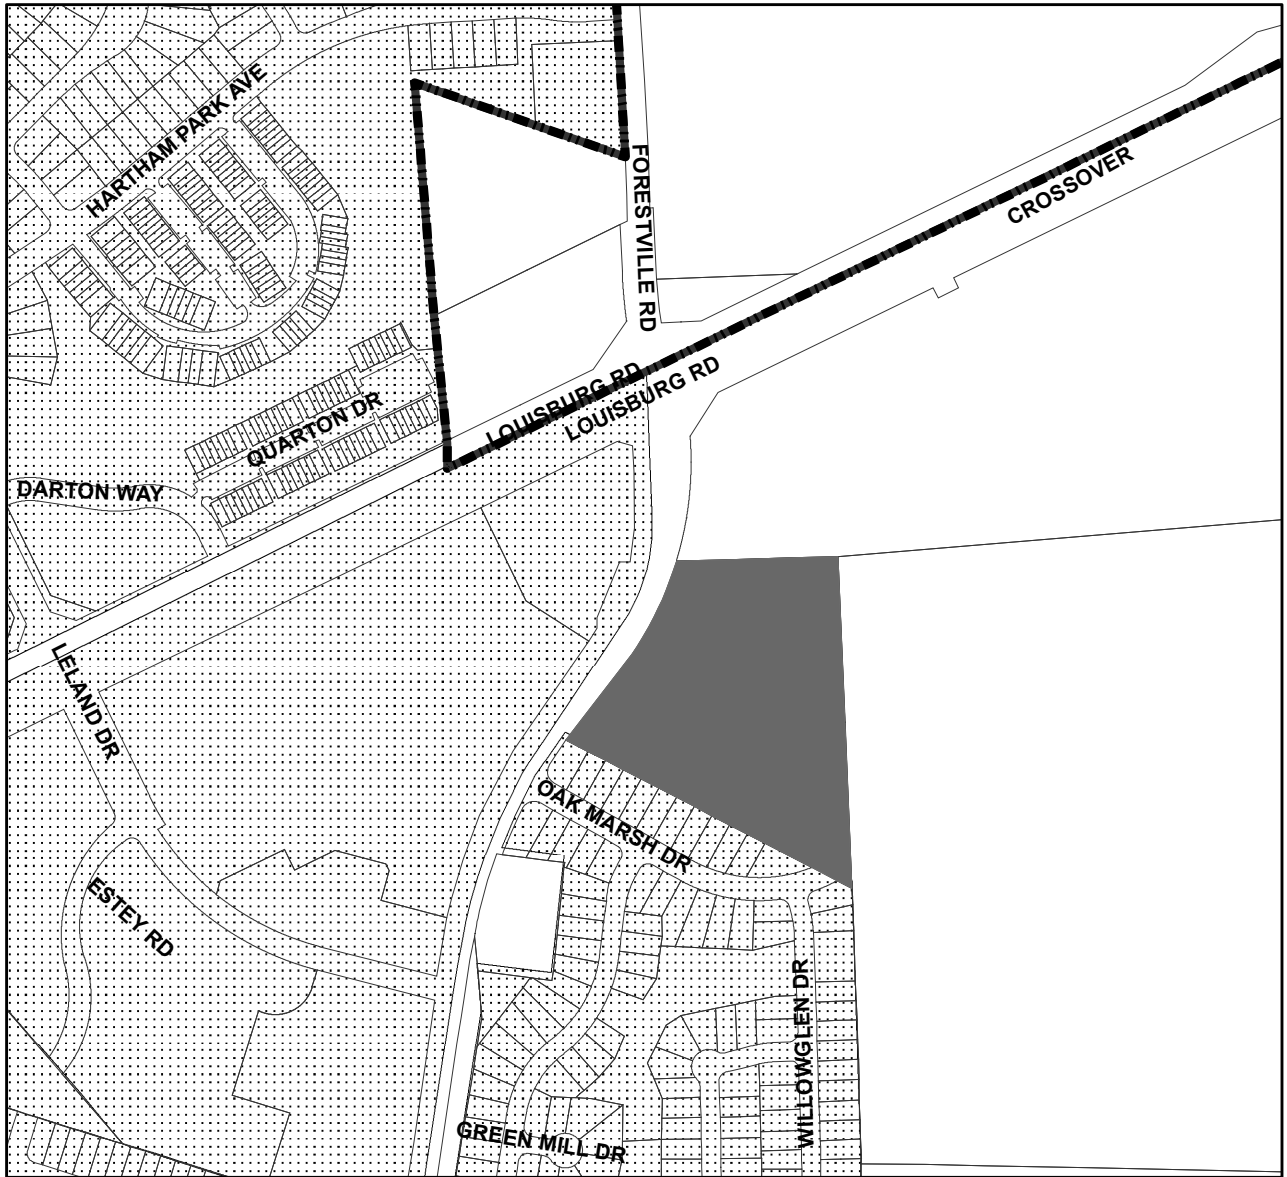 HARTHAM PARK AVE
FORESTVILLE RD
CROSSOVER
LOUISBURG RD
LOUISBURG RD
QUARTON DR
DARTON WAY
LELAND DR
OAK MARSH DR
ESTEY RD
WILLOWGLEN DR
GREEN MILL DR